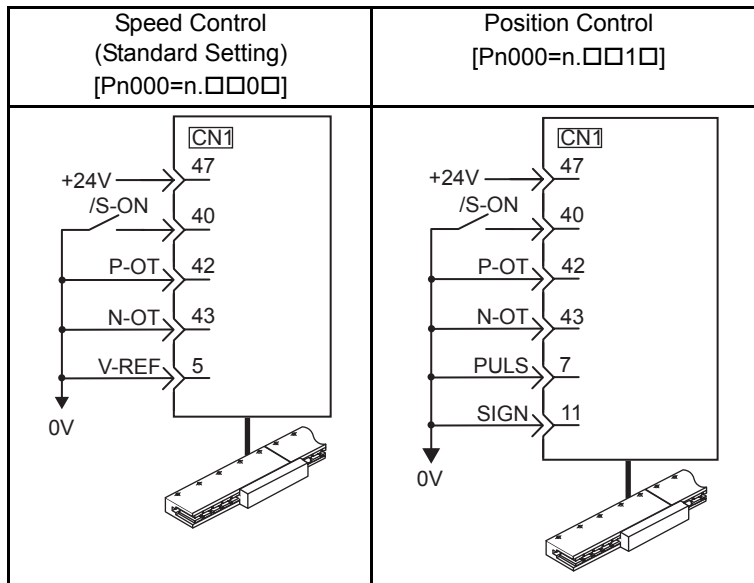 Speed Control
(Standard Setting)
[Pn000=n.□□0□]
Position Control
[Pn000=n.□□1□]
CN1
+24V 47
/S-ON 40
P-OT 42
N-OT 43
V-REF 5
0V
CN1
+24V 47
/S-ON 40
P-OT 42
N-OT 43
PULS 7
SIGN 11
0V